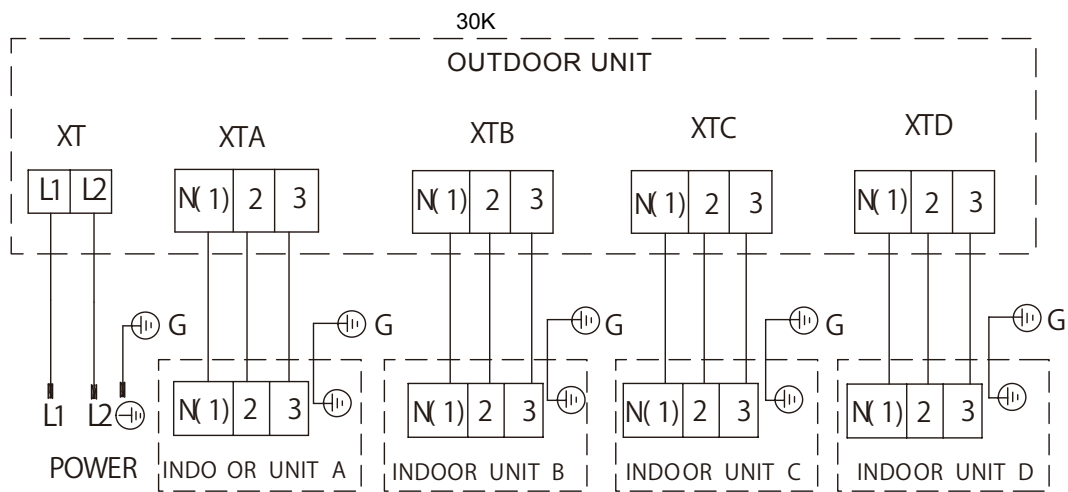 30K
OUTDOOR UNIT
XT XTA XTB XTC XTD
L1 L2 N(1) 2 3 N(1) 2 3 N(1) 2 3 N(1) 2 3
G G G G G
L1 L2 N(1) 2 3 N(1) 2 3 N(1) 2 3 N(1) 2 3
POWER INDO OR UNIT A INDOOR UNIT B INDOOR UNIT C INDOOR UNIT D